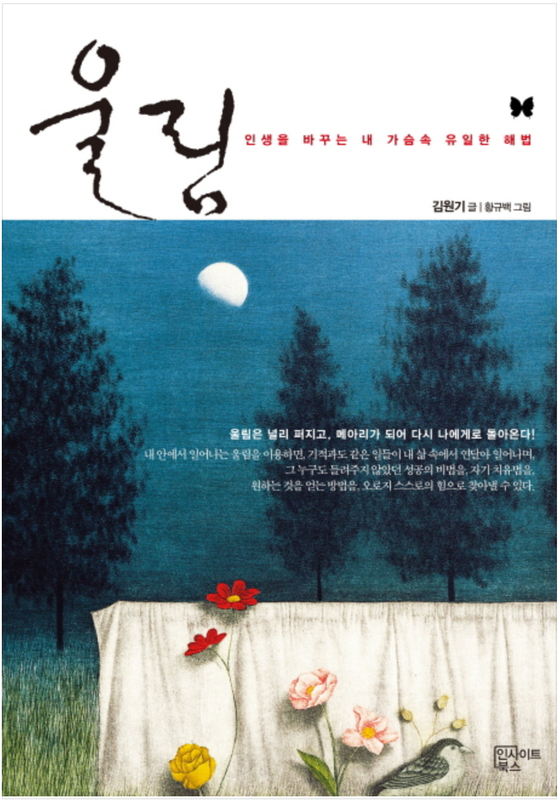 울림
인생을 바꾸는 내 가슴속 유일한 해법
김원기 글 | 황규백 그림
울림은 널리 퍼지고, 메아리가 되어 다시 나에게로 돌아온다!
내 안에서 일어나는 울림을 이용하면, 기적과도 같은 일들이 내 삶 속에서 연달아 일어나며,
그 누구도 들려주지 않았던 성공의 비법을, 자기 치유법을,
원하는 것을 얻는 방법을, 오로지 스스로의 힘으로 찾아낼 수 있다.
인사이트
북스